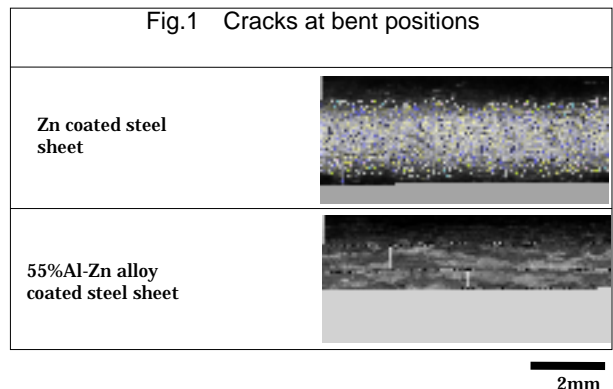 Fig.1 Cracks at bent positions
Zn coated steel
sheet
55%Al-Zn alloy
coated steel sheet
2mm